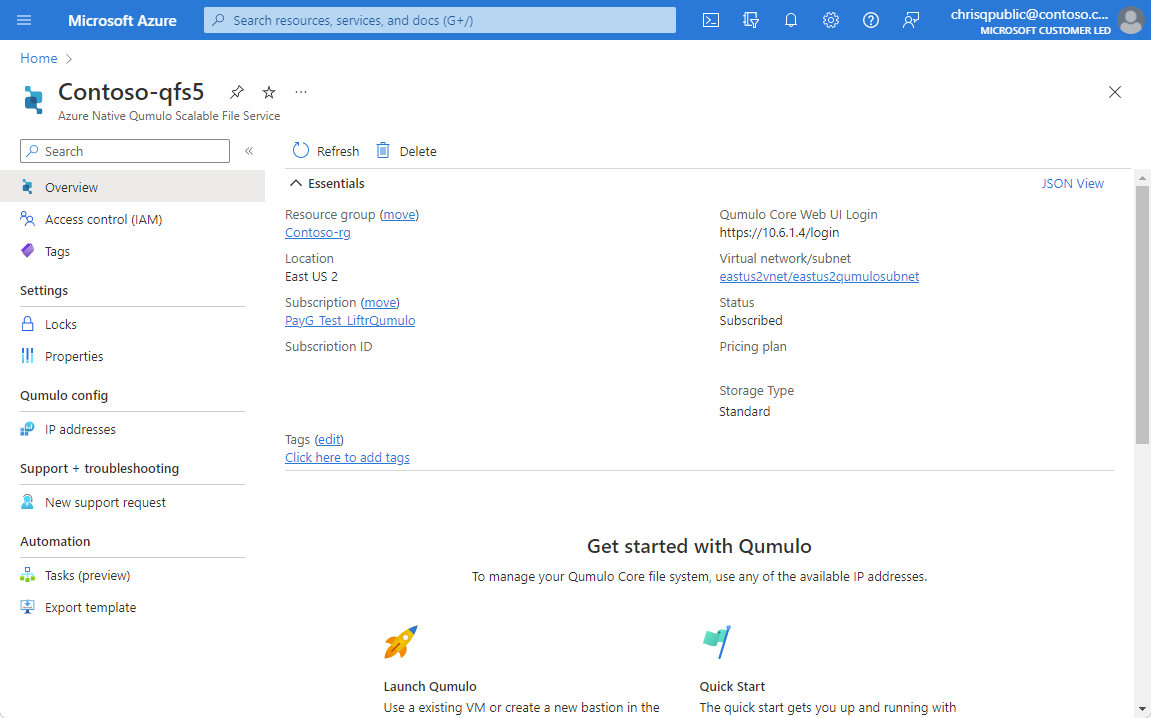 Microsoft Azure
Search resources, services, and docs (G+/)
chrisqpublic@contoso.c...
MICROSOFT CUSTOMER LED
Home
Contoso-qfs5
Azure Native Qumulo Scalable File Service
Search
Refresh
Delete
Overview
Access control (IAM)
Tags
Settings
Locks
Properties
Qumulo config
IP addresses
Support + troubleshooting
New support request
Automation
Tasks (preview)
Export template
Essentials
JSON View
Resource group (move)
Contoso-rg
Location
East US 2
Subscription (move)
PayG_Test_LiftrQumulo
Subscription ID
Qumulo Core Web UI Login
https://10.6.1.4/login
Virtual network/subnet
eastus2vnet/eastus2qumulosubnet
Status
Subscribed
Pricing plan
Storage Type
Standard
Tags (edit)
Click here to add tags
Get started with Qumulo
To manage your Qumulo Core file system, use any of the available IP addresses.
Launch Qumulo
Use a existing VM or create a new bastion in the
Quick Start
The quick start gets you up and running with